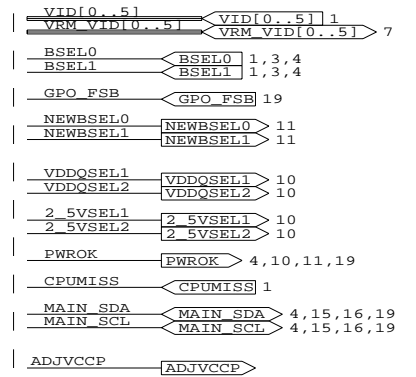 VID[0..5] VID[0..5] 1
VRM_VID[0..5] VRM_VID[0..5] 7
BSEL0 BSEL0 1,3,4
BSEL1 BSEL1 1,3,4
GPO_FSB GPO_FSB 19
NEWBSEL0 NEWBSEL0 11
NEWBSEL1 NEWBSEL1 11
VDDQSEL1 VDDQSEL1 10
VDDQSEL2 VDDQSEL2 10
2_5VSEL1 2_5VSEL1 10
2_5VSEL2 2_5VSEL2 10
PWROK PWROK 4,10,11,19
CPUMISS CPUMISS 1
MAIN_SDA MAIN_SDA 4,15,16,19
MAIN_SCL MAIN_SCL 4,15,16,19
ADJVCCP ADJVCCP